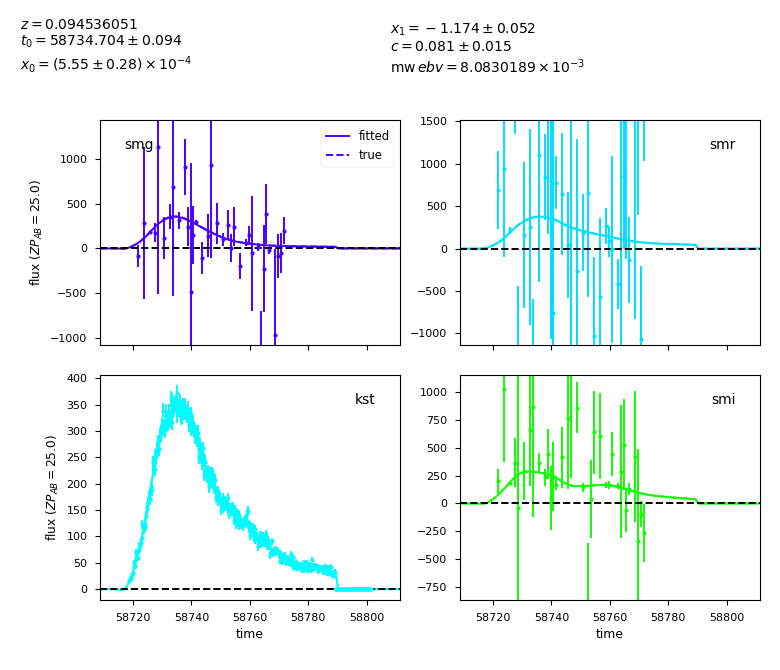 z = 0.094536051
t₀ = 58734.704 ± 0.094
x₀ = (5.55 ± 0.28) × 10⁻⁴
x₁ = −1.174 ± 0.052
c = 0.081 ± 0.015
mw ebv = 8.0830189 × 10⁻³
smg
fitted
true
1000
500
0
−500
−1000
flux (ZP_AB = 25.0)
smr
1500
1000
500
0
−500
−1000
kst
400
350
300
250
200
150
100
50
0
flux (ZP_AB = 25.0)
58720 58740 58760 58780 58800
time
smi
1000
750
500
250
0
−250
−500
−750
58720 58740 58760 58780 58800
time